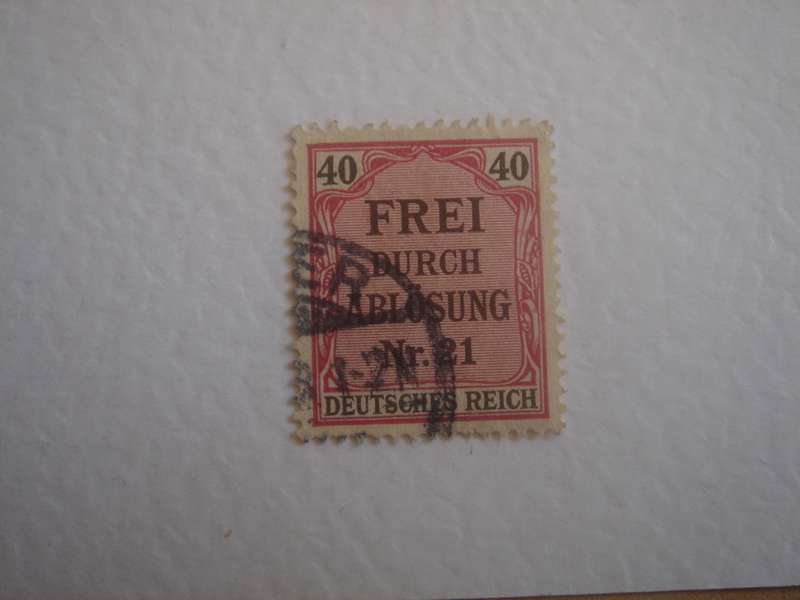 40 40
FREI
DURCH
ABLÖSUNG
Nr. 21
DEUTSCHES REICH